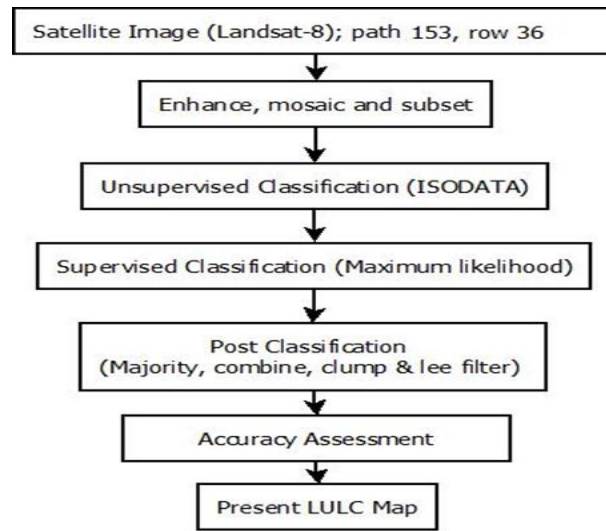 Satellite Image (Landsat-8); path 153, row 36
Enhance, mosaic and subset
Unsupervised Classification (ISODATA)
Supervised Classification (Maximum likelihood)
Post Classification
(Majority, combine, clump & lee filter)
Accuracy Assessment
Present LULC Map